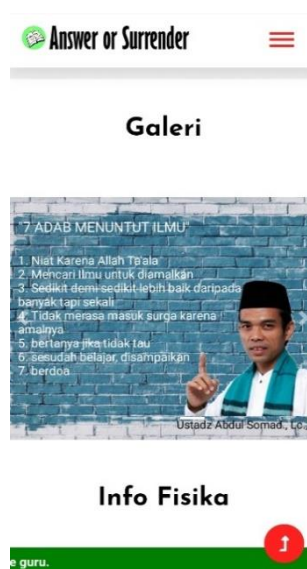 Answer or Surrender
Galeri
"7 ADAB MENUNTUT ILMU"
1. Niat Karena Allah Ta'ala
2. Mencari Ilmu untuk diamalkan
3. Sedikit demi sedikit lebih baik daripada
banyak tapi sekali
4. Tidak merasa masuk surga karena
amalnya
5. bertanya jika tidak tau
6. sesudah belajar, disampaikan
7. berdoa
Ustadz Abdul Somad., Lc.,
Info Fisika
e guru.